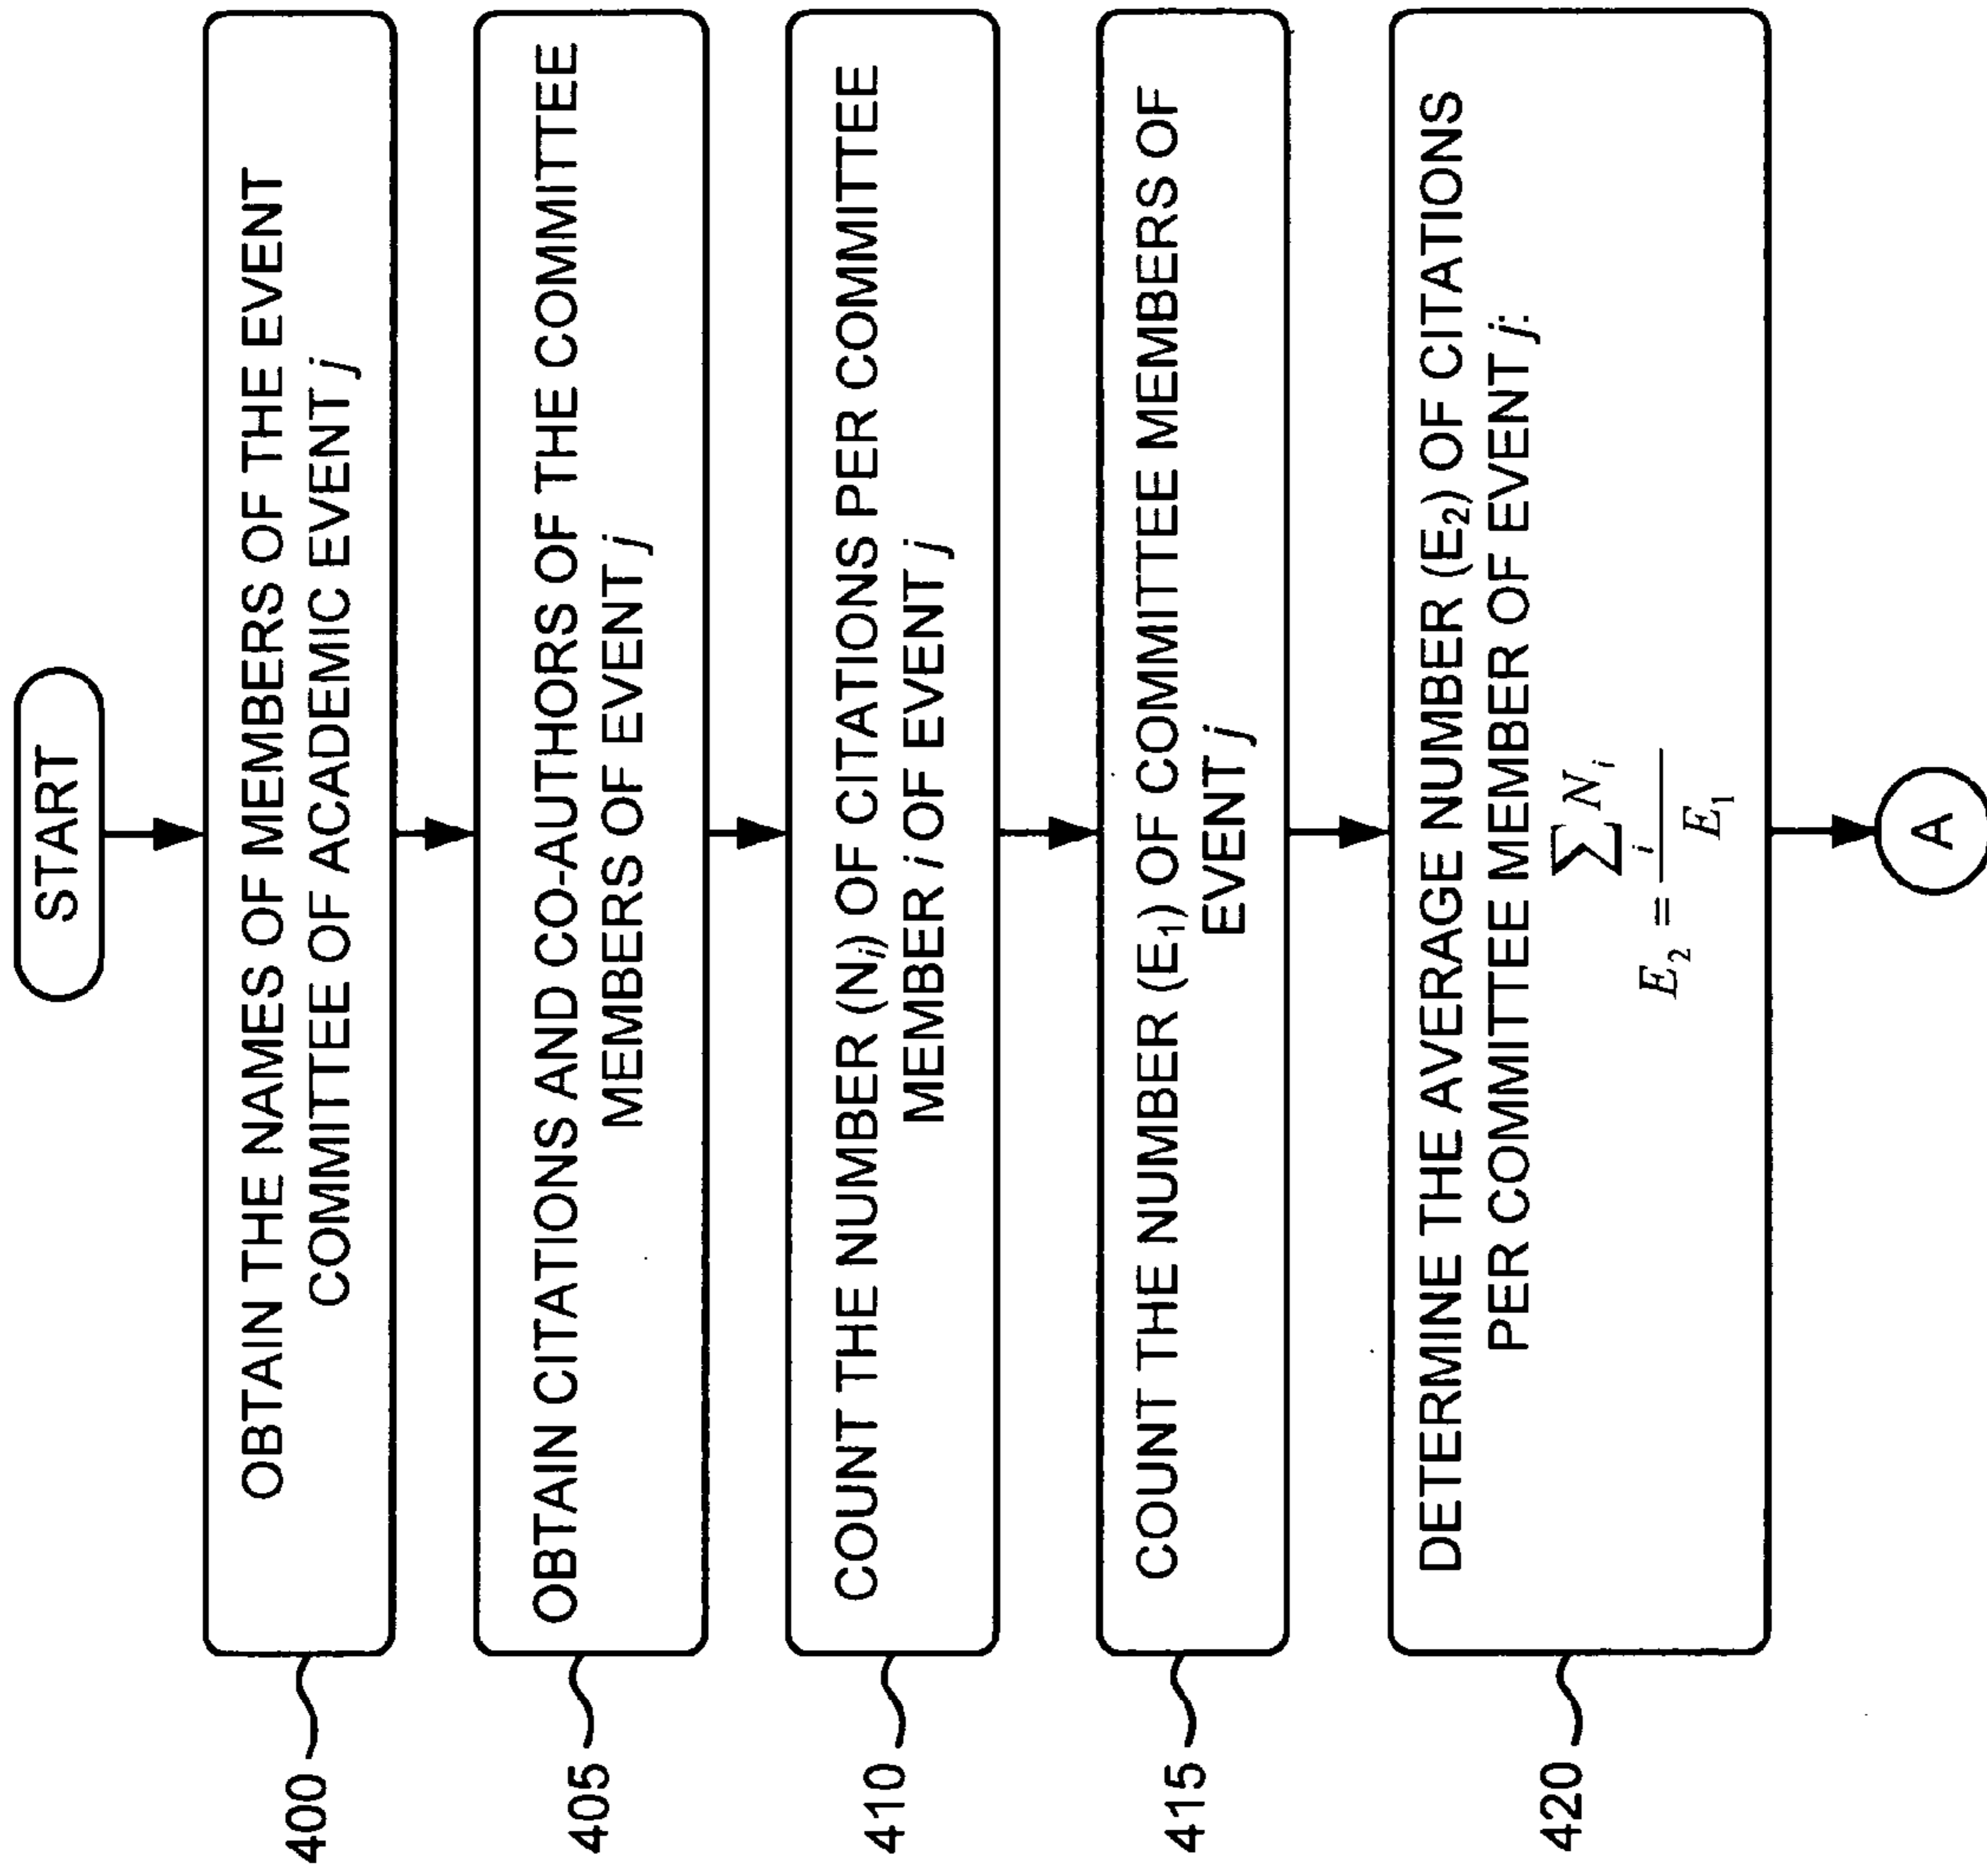 START
400
OBTAIN THE NAMES OF MEMBERS OF THE EVENT
COMMITTEE OF ACADEMIC EVENT j
405
OBTAIN CITATIONS AND CO-AUTHORS OF THE COMMITTEE
MEMBERS OF EVENT j
410
COUNT THE NUMBER (Nᵢ) OF CITATIONS PER COMMITTEE
MEMBER i OF EVENT j
415
COUNT THE NUMBER (E₁) OF COMMITTEE MEMBERS OF
EVENT j
420
DETERMINE THE AVERAGE NUMBER (E₂) OF CITATIONS
PER COMMITTEE MEMBER OF EVENT j:
E₂ = ∑ᵢ Nᵢ / E₁
A